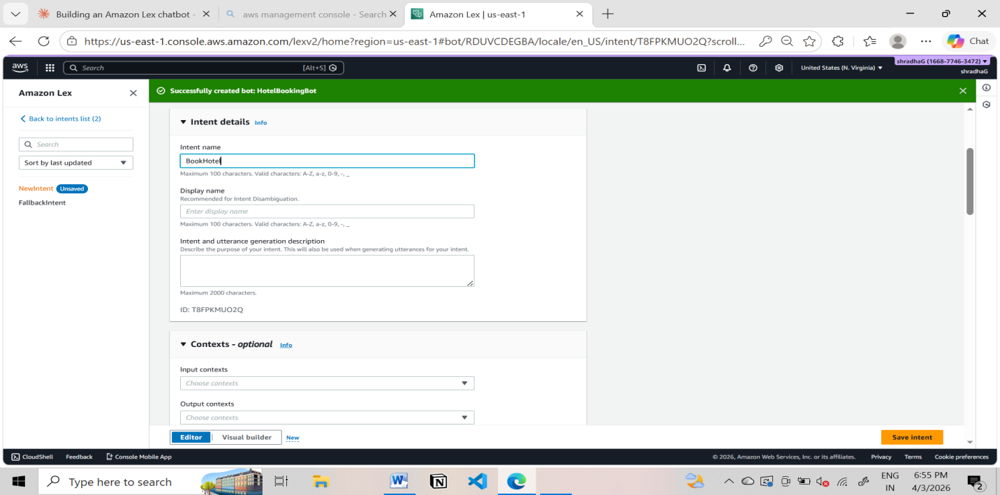 Building an Amazon Lex chatbot -
aws management console - Search
Amazon Lex | us-east-1
https://us-east-1.console.aws.amazon.com/lexv2/home?region=us-east-1#bot/RDUVCDEGBA/locale/en_US/intent/T8FPKMUO2Q?scroll...
Chat
aws
Search
[Alt+S]
United States (N. Virginia)
shradhaG (1668-7746-3472)
shradhaG
Amazon Lex
Successfully created bot: HotelBookingBot
Back to intents list (2)
Search
Sort by last updated
NewIntent Unsaved
FallbackIntent
Intent details Info
Intent name
BookHotel
Maximum 100 characters. Valid characters: A-Z, a-z, 0-9, -, _
Display name
Recommended for Intent Disambiguation.
Enter display name
Maximum 100 characters. Valid characters: A-Z, a-z, 0-9, -, _
Intent and utterance generation description
Describe the purpose of your intent. This will also be used when generating utterances for your intent.
Maximum 2000 characters.
ID: T8FPKMUO2Q
Contexts - optional Info
Input contexts
Choose contexts
Output contexts
Choose contexts
Editor
Visual builder
New
Save intent
CloudShell
Feedback
Console Mobile App
© 2026, Amazon Web Services, Inc. or its affiliates.
Privacy
Terms
Cookie preferences
Type here to search
ENG
IN
6:55 PM
4/3/2026
2